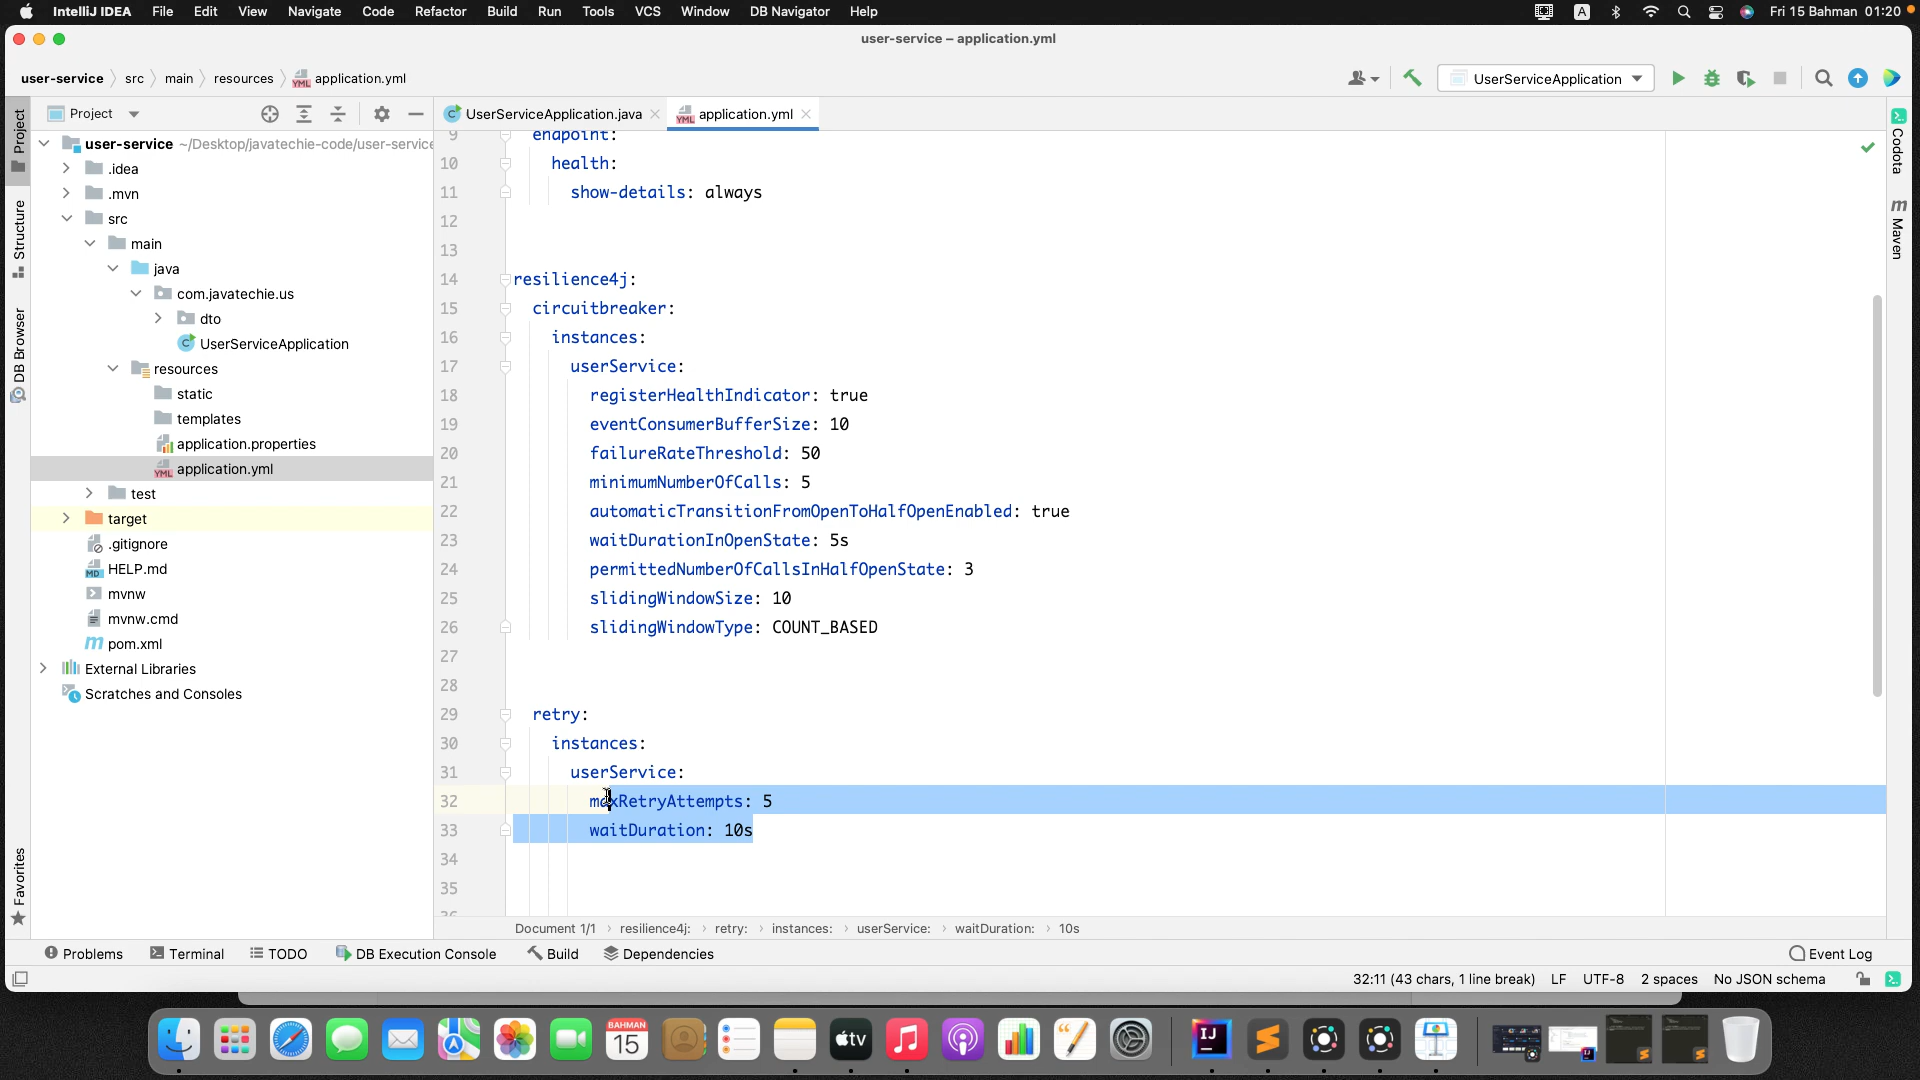 IntelliJ IDEA File Edit View Navigate Code Refactor Build Run Tools VCS Window DB Navigator Help A Fri 15 Bahman 01:20
user-service – application.yml
user-service src main resources YML application.yml UserServiceApplication
Project UserServiceApplication.java YML application.yml
Project
Structure
DB Browser
Favorites
user-service ~/Desktop/javatechie-code/user-service
.idea
.mvn
src
main
java
com.javatechie.us
dto
UserServiceApplication
resources
static
templates
application.properties
YML application.yml
test
target
.gitignore
MD HELP.md
mvnw
mvnw.cmd
m pom.xml
External Libraries
Scratches and Consoles
9 endpoint:
10 health:
11 show-details: always
12
13
14 resilience4j:
15 circuitbreaker:
16 instances:
17 userService:
18 registerHealthIndicator: true
19 eventConsumerBufferSize: 10
20 failureRateThreshold: 50
21 minimumNumberOfCalls: 5
22 automaticTransitionFromOpenToHalfOpenEnabled: true
23 waitDurationInOpenState: 5s
24 permittedNumberOfCallsInHalfOpenState: 3
25 slidingWindowSize: 10
26 slidingWindowType: COUNT_BASED
27
28
29 retry:
30 instances:
31 userService:
32 maxRetryAttempts: 5
33 waitDuration: 10s
34
35
36
Codota
m Maven
Document 1/1 › resilience4j: › retry: › instances: › userService: › waitDuration: › 10s
Problems Terminal TODO DB Execution Console Build Dependencies Event Log
32:11 (43 chars, 1 line break) LF UTF-8 2 spaces No JSON schema
BAHMAN
15
tv
IJ